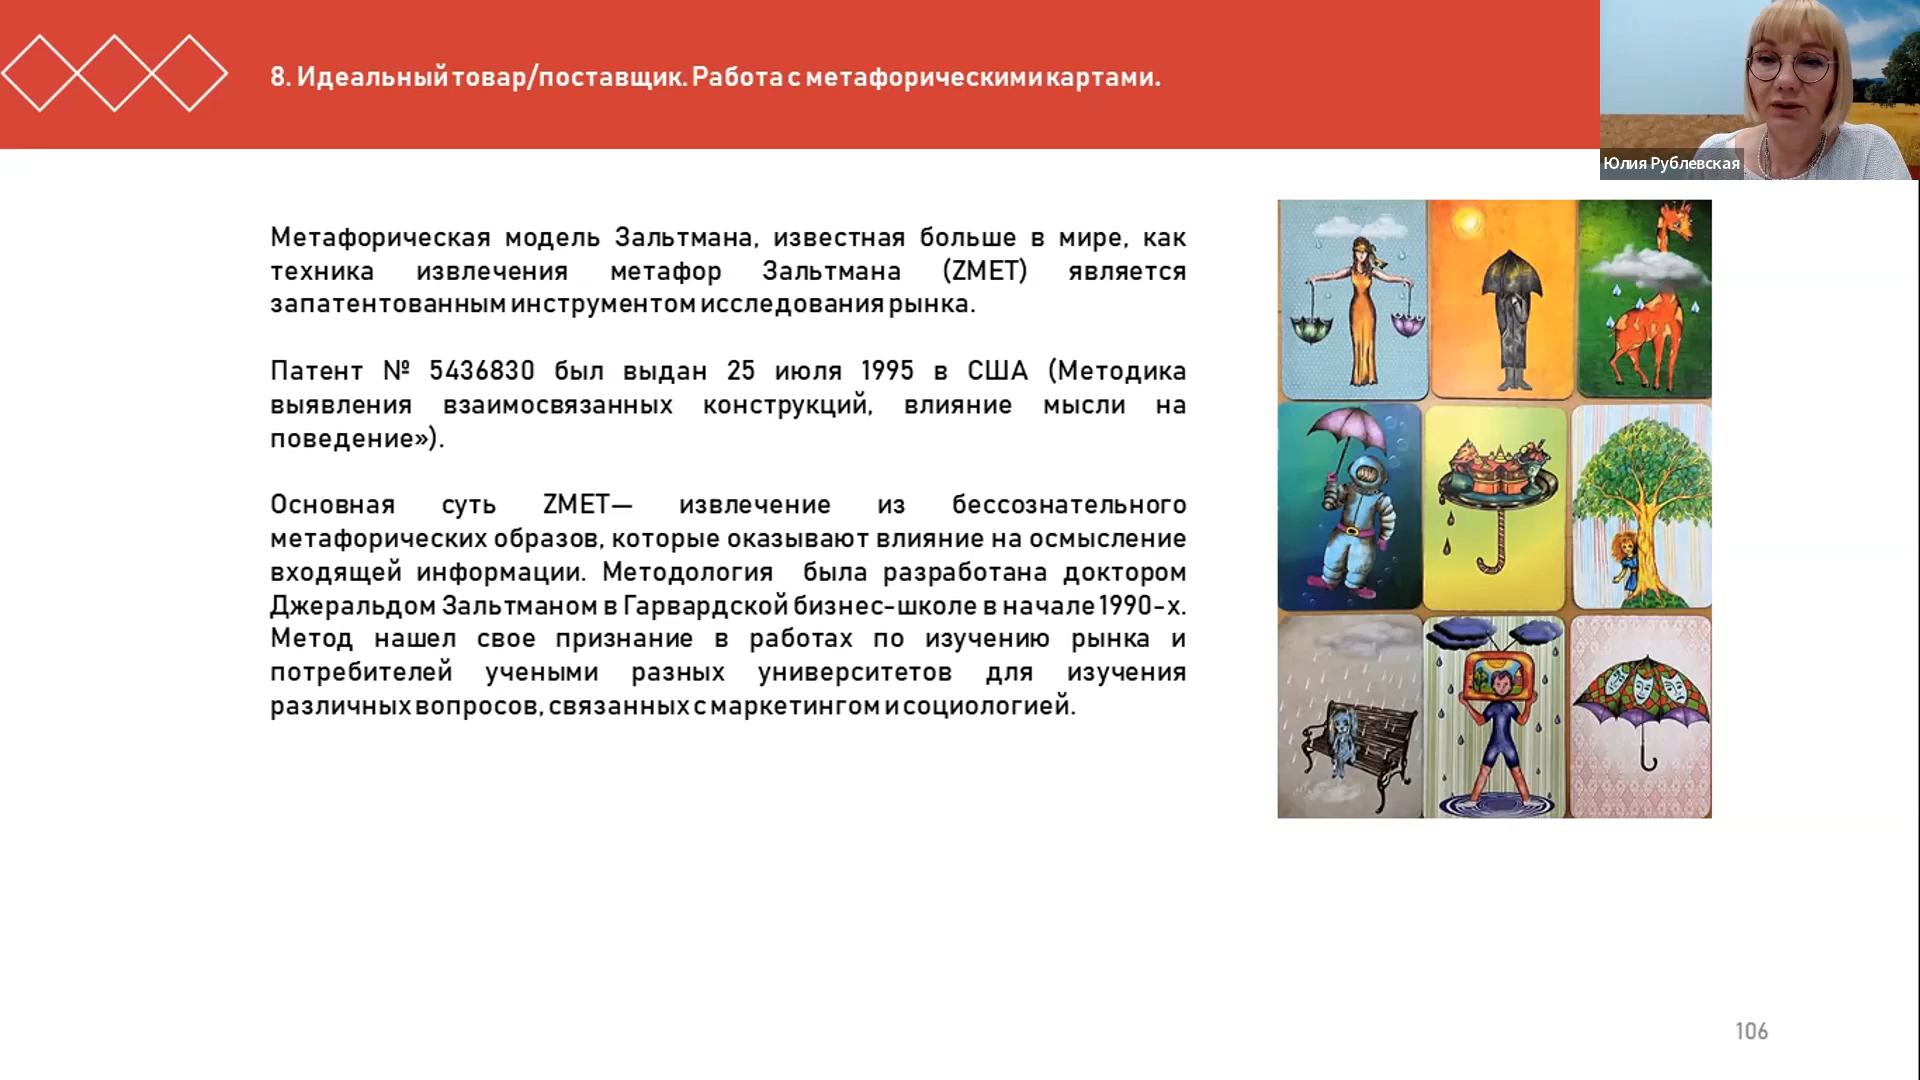 8. Идеальный товар/поставщик. Работа с метафорическими картами.
Юлия Рублевская
Метафорическая модель Зальтмана, известная больше в мире, как
техника извлечения метафор Зальтмана (ZMET) является
запатентованным инструментом исследования рынка.
Патент № 5436830 был выдан 25 июля 1995 в США (Методика
выявления взаимосвязанных конструкций, влияние мысли на
поведение»).
Основная суть ZMET— извлечение из бессознательного
метафорических образов, которые оказывают влияние на осмысление
входящей информации. Методология была разработана доктором
Джеральдом Зальтманом в Гарвардской бизнес-школе в начале 1990-х.
Метод нашел свое признание в работах по изучению рынка и
потребителей учеными разных университетов для изучения
различных вопросов, связанных с маркетингом и социологией.
106